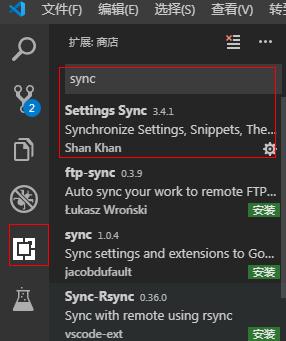 文件(F) 编辑(E) 选择(S) 查看(V)
扩展: 商店
sync
Settings Sync 3.4.1
Synchronize Settings, Snippets, The...
Shan Khan
ftp-sync 0.3.9
Auto sync your work to remote FTP...
Łukasz Wroński 安装
sync 1.0.4
Sync settings and extensions to Go...
jacobdufault 安装
Sync-Rsync 0.36.0
Sync with remote using rsync
vscode-ext 安装
2